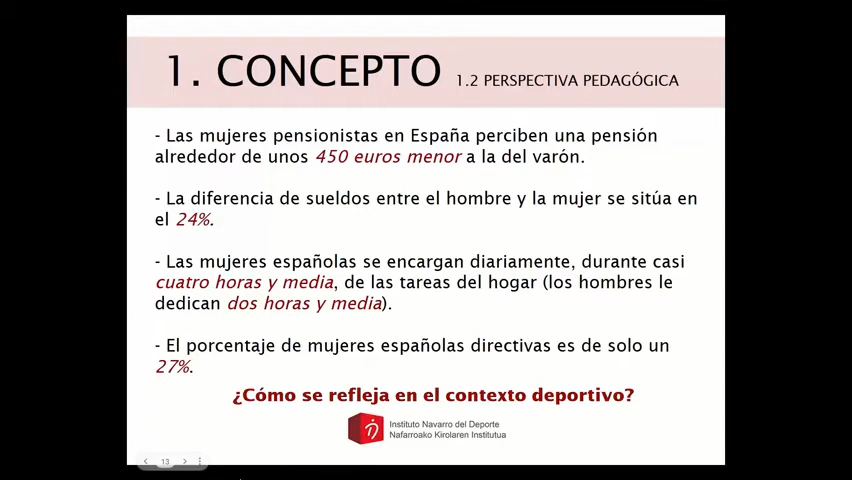 1. CONCEPTO 1.2 PERSPECTIVA PEDAGÓGICA
- Las mujeres pensionistas en España perciben una pensión
alrededor de unos 450 euros menor a la del varón.
- La diferencia de sueldos entre el hombre y la mujer se sitúa en
el 24%.
- Las mujeres españolas se encargan diariamente, durante casi
cuatro horas y media, de las tareas del hogar (los hombres le
dedican dos horas y media).
- El porcentaje de mujeres españolas directivas es de solo un
27%.
¿Cómo se refleja en el contexto deportivo?
Instituto Navarro del Deporte
Nafarroako Kirolaren Institutua
13